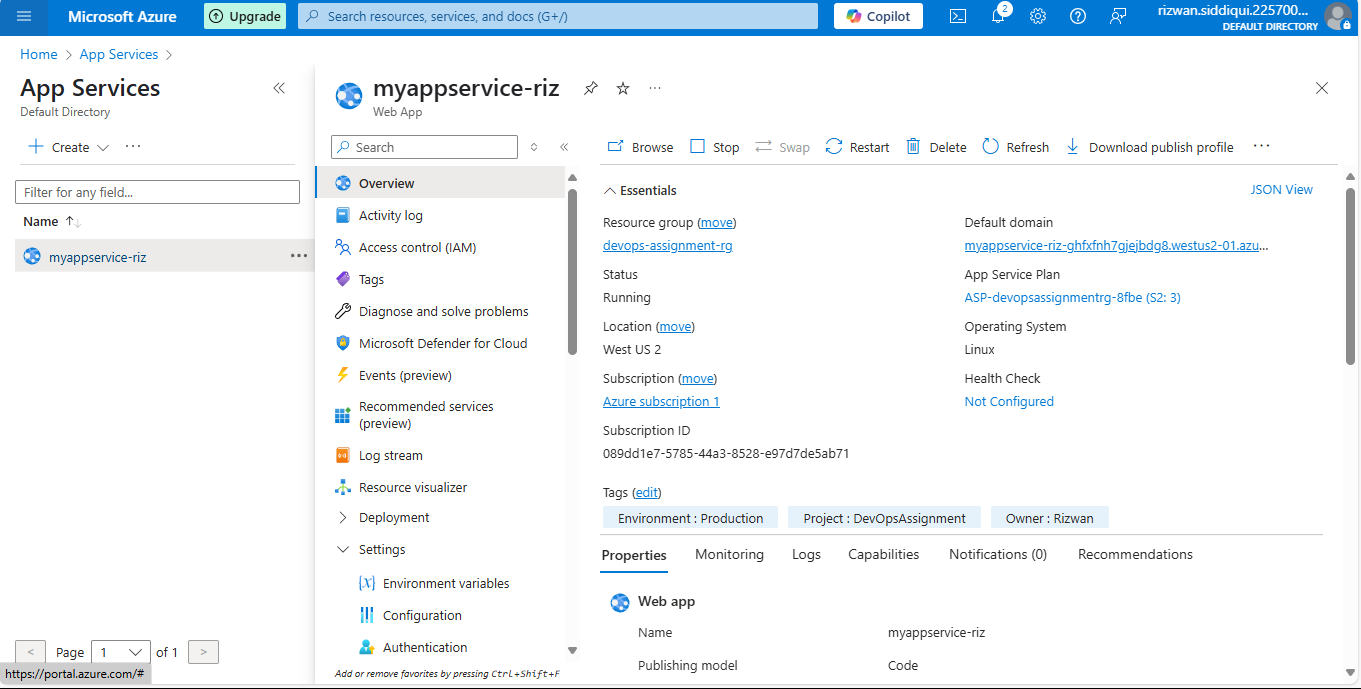 Microsoft Azure
Upgrade
Search resources, services, and docs (G+/)
Copilot
2
rizwan.siddiqui.225700...
DEFAULT DIRECTORY
Home > App Services >
App Services
Default Directory
Create
Filter for any field...
Name
myappservice-riz
< Page 1 of 1 >
https://portal.azure.com/#
myappservice-riz
Web App
Search
Overview
Activity log
Access control (IAM)
Tags
Diagnose and solve problems
Microsoft Defender for Cloud
Events (preview)
Recommended services
(preview)
Log stream
Resource visualizer
Deployment
Settings
Environment variables
Configuration
Authentication
Add or remove favorites by pressing Ctrl+Shift+F
Browse Stop Swap Restart Delete Refresh Download publish profile ...
Essentials
JSON View
Resource group (move)
devops-assignment-rg
Status
Running
Location (move)
West US 2
Subscription (move)
Azure subscription 1
Subscription ID
089dd1e7-5785-44a3-8528-e97d7de5ab71
Default domain
myappservice-riz-ghfxfnh7gjejbdg8.westus2-01.azu...
App Service Plan
ASP-devopsassignmentrg-8fbe (S2: 3)
Operating System
Linux
Health Check
Not Configured
Tags (edit)
Environment : Production Project : DevOpsAssignment Owner : Rizwan
Properties Monitoring Logs Capabilities Notifications (0) Recommendations
Web app
Name myappservice-riz
Publishing model Code